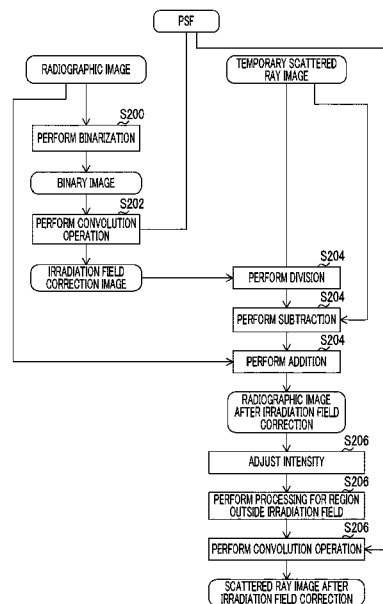 PSF
RADIOGRAPHIC IMAGE
TEMPORARY SCATTERED
RAY IMAGE
S200
PERFORM BINARIZATION
BINARY IMAGE
S202
PERFORM CONVOLUTION
OPERATION
IRRADIATION FIELD
CORRECTION IMAGE
S204
PERFORM DIVISION
S204
PERFORM SUBTRACTION
S204
PERFORM ADDITION
RADIOGRAPHIC IMAGE
AFTER IRRADIATION FIELD
CORRECTION
S206
ADJUST INTENSITY
S206
PERFORM PROCESSING FOR REGION
OUTSIDE IRRADIATION FIELD
S206
PERFORM CONVOLUTION OPERATION
SCATTERED RAY IMAGE AFTER
IRRADIATION FIELD CORRECTION